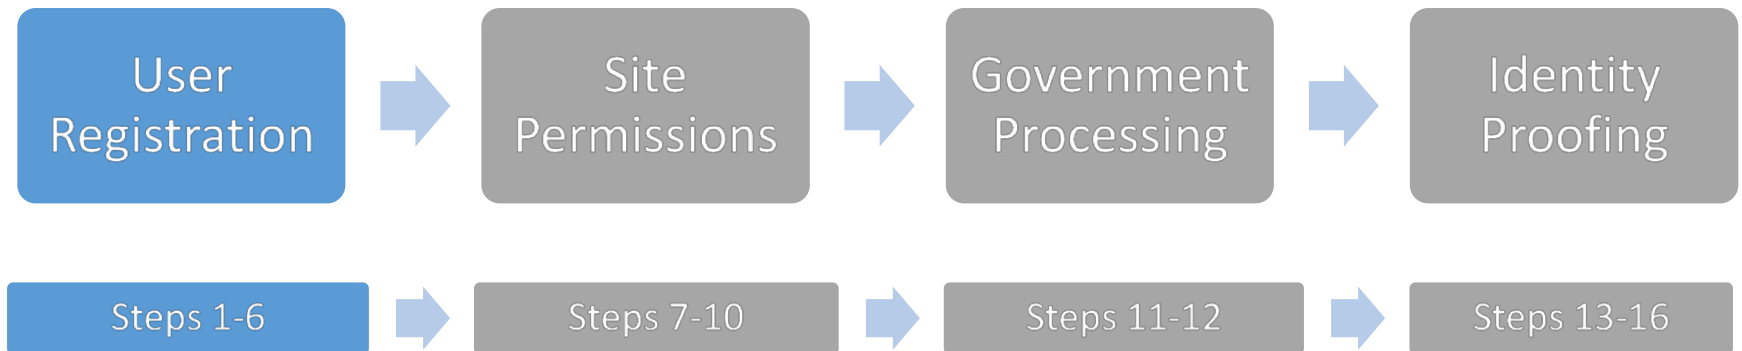 User
Registration
Site
Permissions
Government
Processing
Identity
Proofing
Steps 1-6
Steps 7-10
Steps 11-12
Steps 13-16